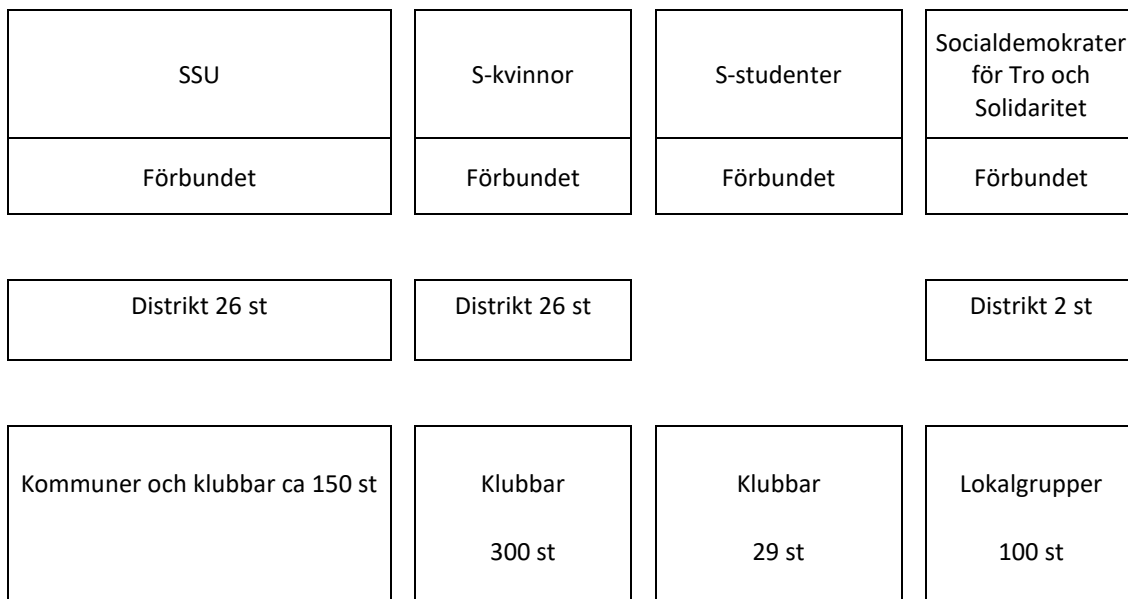 SSU
S-kvinnor
S-studenter
Socialdemokrater
för Tro och
Solidaritet
Förbundet
Förbundet
Förbundet
Förbundet
Distrikt 26 st
Distrikt 26 st
Distrikt 2 st
Kommuner och klubbar ca 150 st
Klubbar
300 st
Klubbar
29 st
Lokalgrupper
100 st